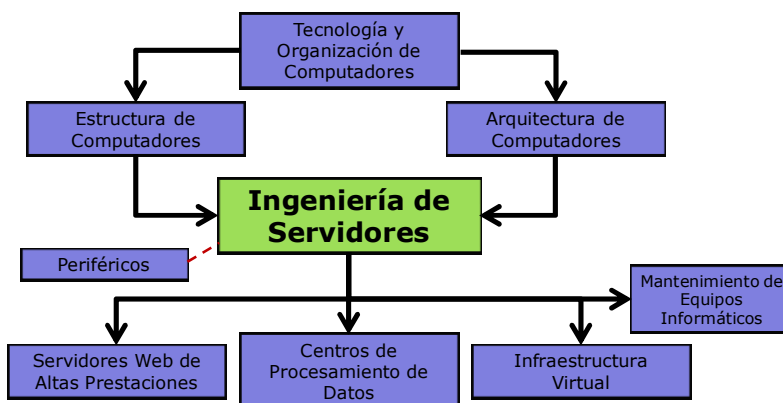 Tecnología y
Organización de
Computadores
Estructura de
Computadores
Arquitectura de
Computadores
Ingeniería de
Servidores
Periféricos
Mantenimiento de
Equipos
Informáticos
Servidores Web de
Altas Prestaciones
Centros de
Procesamiento de
Datos
Infraestructura
Virtual